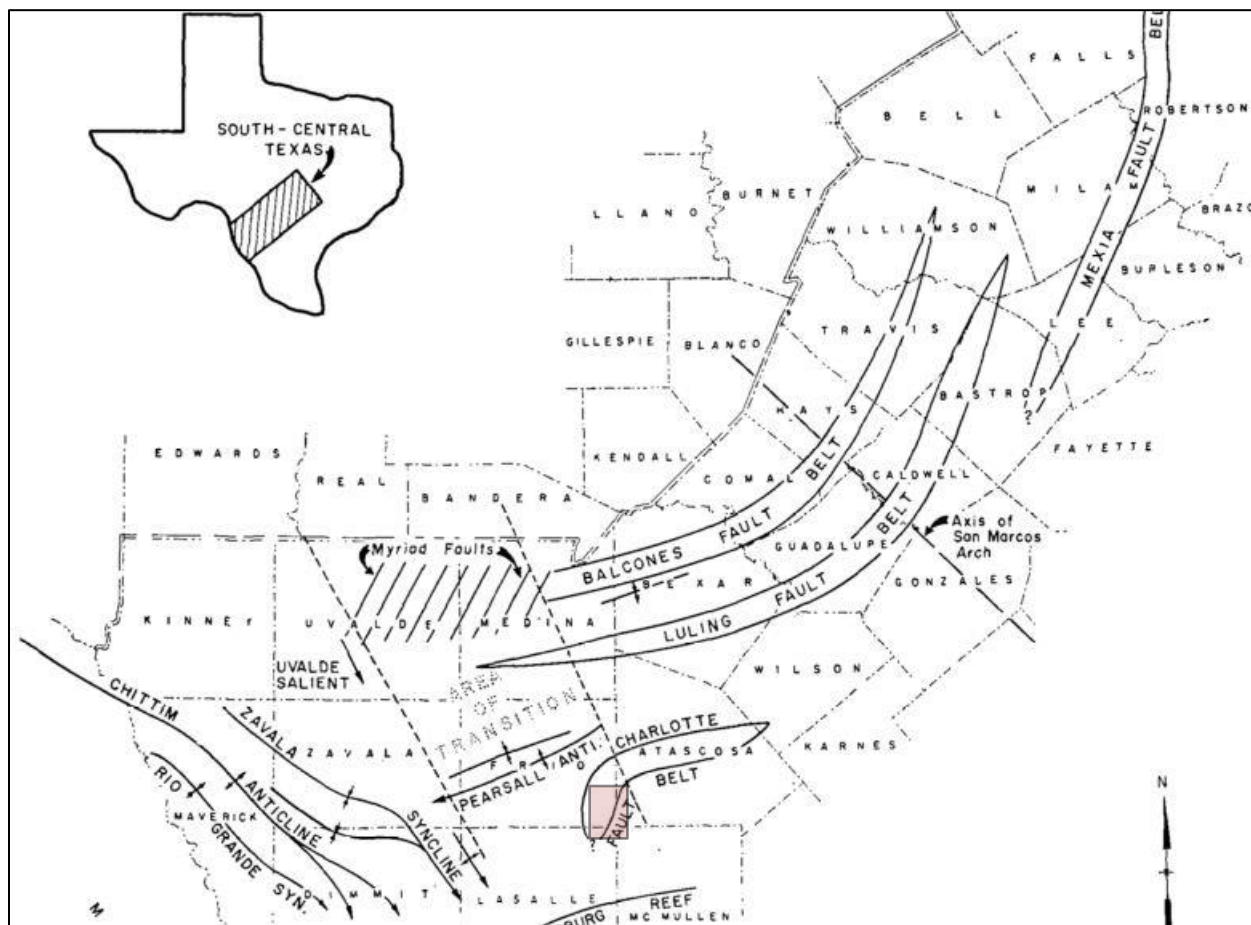 SOUTH-CENTRAL
TEXAS
BEL
FALLS
BELL
ROBERTSON
MEXIA FAULT
MILAM
BURNET
LLANO
BRAZO
WILLIAMSON
BURLESON
TRAVIS
LEE
GILLESPIE
BLANCO
BASTROP
?
HAYS
FAYETTE
EDWARDS
KENDALL
REAL
COMAL
CALDWELL
BANDERA
Axis of
San Marcos
Arch
Myriad Faults
BALCONES FAULT BELT
GUADALUPE
BEXAR
GONZALES
KINNEY
UVALDE
MEDINA
LULING FAULT BELT
WILSON
UVALDE
SALIENT
AREA
OF
TRANSITION
CHITTIM ANTICLINE
ZAVALA SYNCLINE
ZAVALA
CHARLOTTE
ATASCOSA
KARNES
FRIO
PEARSALL ANTI.
BELT
FAULT
?
N
RIO GRANDE SYN.
MAVERICK
DIMMIT
LASALLE
REEF
BURG
MC MULLEN
M